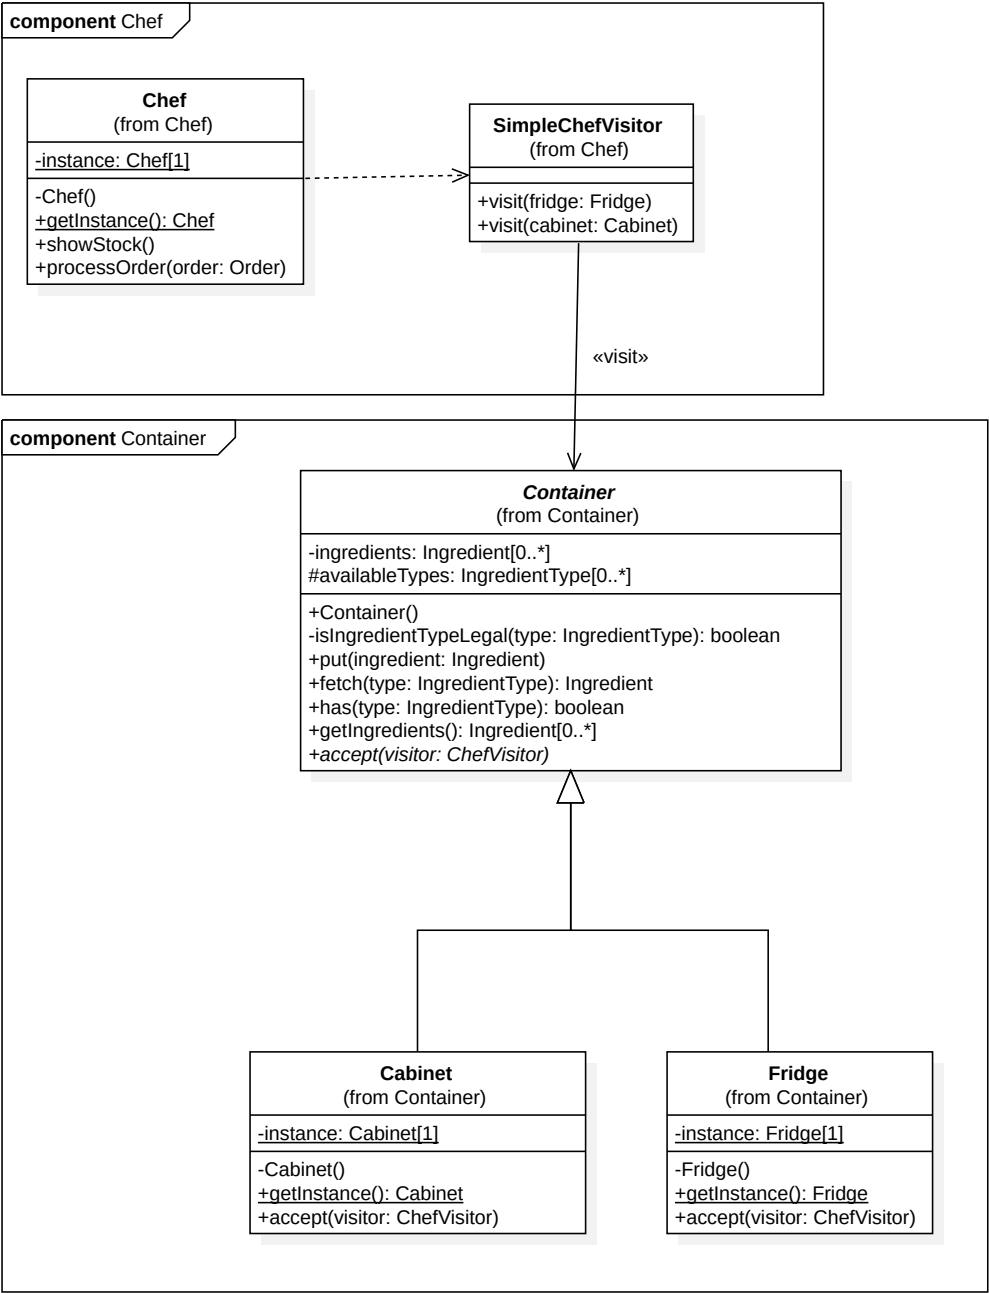 component Chef
Chef
(from Chef)
-instance: Chef[1]
-Chef()
+getInstance(): Chef
+showStock()
+processOrder(order: Order)
SimpleChefVisitor
(from Chef)
+visit(fridge: Fridge)
+visit(cabinet: Cabinet)
«visit»
component Container
Container
(from Container)
-ingredients: Ingredient[0..*]
#availableTypes: IngredientType[0..*]
+Container()
-isIngredientTypeLegal(type: IngredientType): boolean
+put(ingredient: Ingredient)
+fetch(type: IngredientType): Ingredient
+has(type: IngredientType): boolean
+getIngredients(): Ingredient[0..*]
+accept(visitor: ChefVisitor)
Cabinet
(from Container)
-instance: Cabinet[1]
-Cabinet()
+getInstance(): Cabinet
+accept(visitor: ChefVisitor)
Fridge
(from Container)
-instance: Fridge[1]
-Fridge()
+getInstance(): Fridge
+accept(visitor: ChefVisitor)